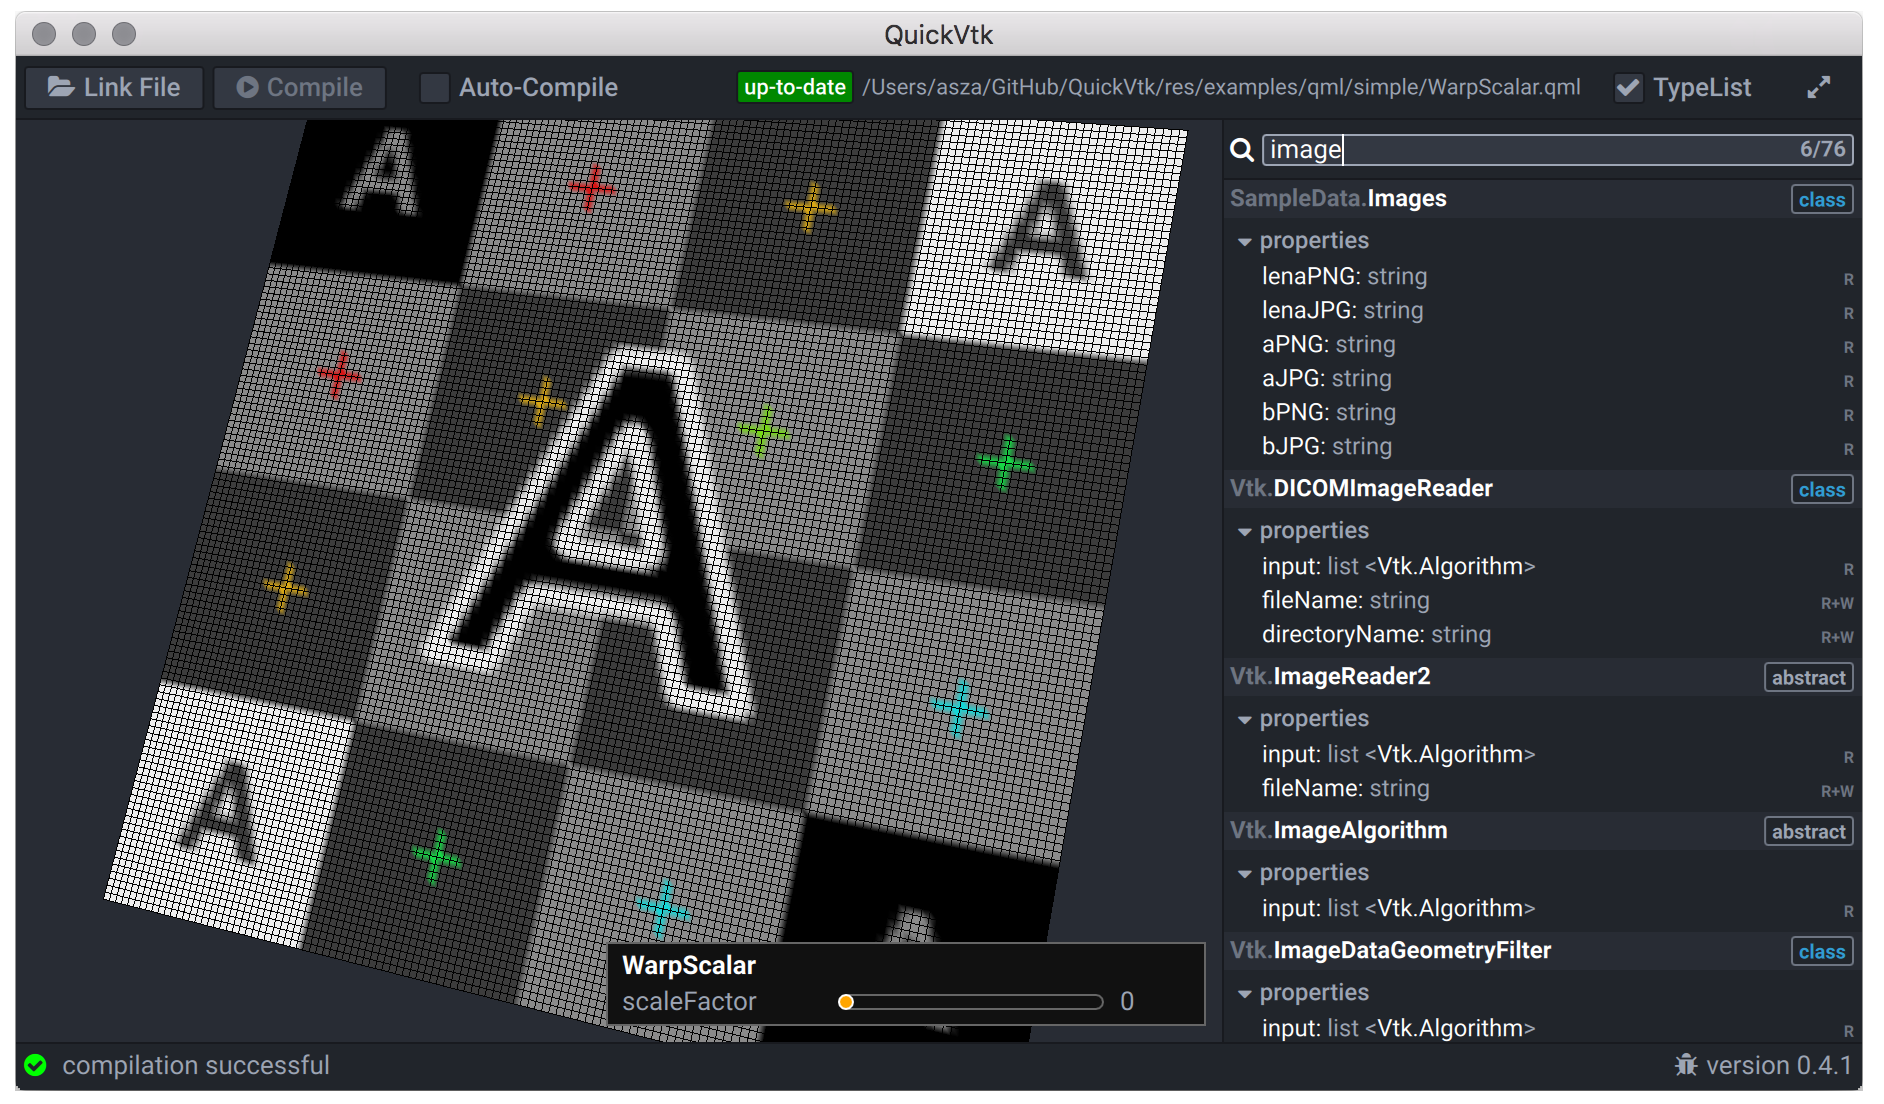 QuickVtk
Link File
Compile
Auto-Compile
up-to-date
/Users/asza/GitHub/QuickVtk/res/examples/qml/simple/WarpScalar.qml
TypeList
A
A
A
A
A
A
WarpScalar
scaleFactor 0
image 6/76
SampleData.Images class
properties
lenaPNG: string R
lenaJPG: string R
aPNG: string R
aJPG: string R
bPNG: string R
bJPG: string R
Vtk.DICOMImageReader class
properties
input: list <Vtk.Algorithm> R
fileName: string R+W
directoryName: string R+W
Vtk.ImageReader2 abstract
properties
input: list <Vtk.Algorithm> R
fileName: string R+W
Vtk.ImageAlgorithm abstract
properties
input: list <Vtk.Algorithm> R
Vtk.ImageDataGeometryFilter class
properties
input: list <Vtk.Algorithm> R
compilation successful
version 0.4.1